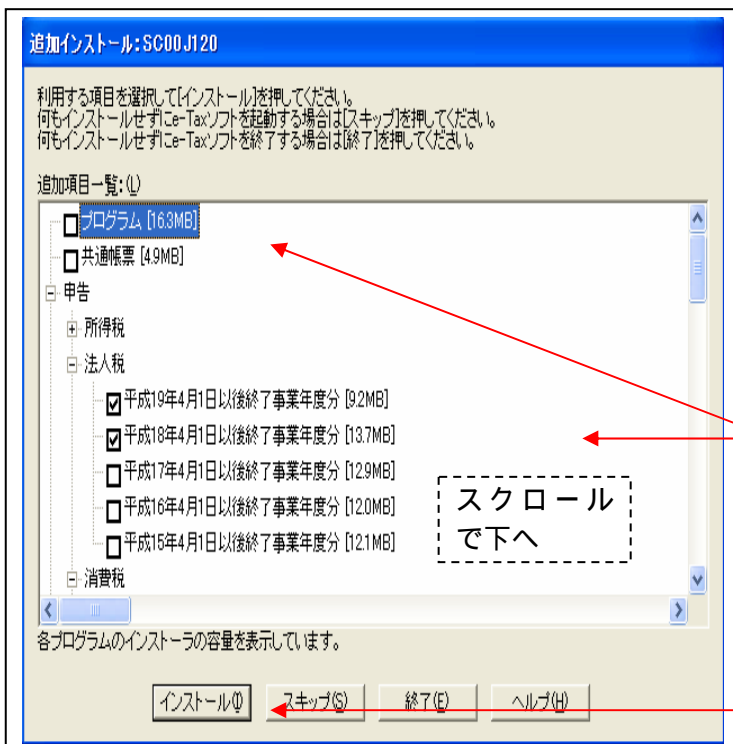 追加インストール:SC00J120
利用する項目を選択して[インストール]を押してください。
何もインストールせずにe-Taxソフトを起動する場合は[スキップ]を押してください。
何もインストールせずにe-Taxソフトを終了する場合は[終了]を押してください。
追加項目一覧:(L)
プログラム [16.3MB]
共通帳票 [4.9MB]
申告
所得税
法人税
平成19年4月1日以後終了事業年度分 [9.2MB]
平成18年4月1日以後終了事業年度分 [13.7MB]
平成17年4月1日以後終了事業年度分 [12.9MB]
平成16年4月1日以後終了事業年度分 [12.0MB]
平成15年4月1日以後終了事業年度分 [12.1MB]
スクロール
で下へ
消費税
各プログラムのインストーラの容量を表示しています。
インストール(I) スキップ(S) 終了(E) ヘルプ(H)